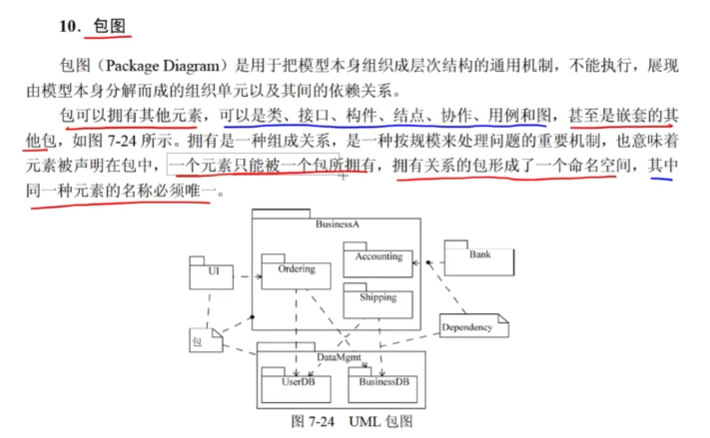 10．包图
包图（Package Diagram）是用于把模型本身组织成层次结构的通用机制，不能执行，展现
由模型本身分解而成的组织单元以及其间的依赖关系。
包可以拥有其他元素，可以是类、接口、构件、结点、协作、用例和图，甚至是嵌套的其
他包，如图 7-24 所示。拥有是一种组成关系，是一种按规模来处理问题的重要机制，也意味着
元素被声明在包中，一个元素只能被一个包所拥有，拥有关系的包形成了一个命名空间，其中
同一种元素的名称必须唯一。
BusinessA
UI
Ordering
Accounting
Bank
Shipping
包
Dependency
DataMgmt
UserDB
BusinessDB
图 7-24 UML 包图